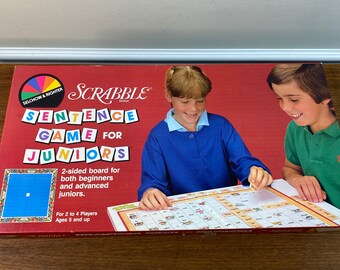 SELCHOW & RIGHTER
SCRABBLE
SENTENCE
GAME FOR
JUNIORS
2-sided board for
both beginners
and advanced
juniors.
For 2 to 4 Players
Ages 5 and up